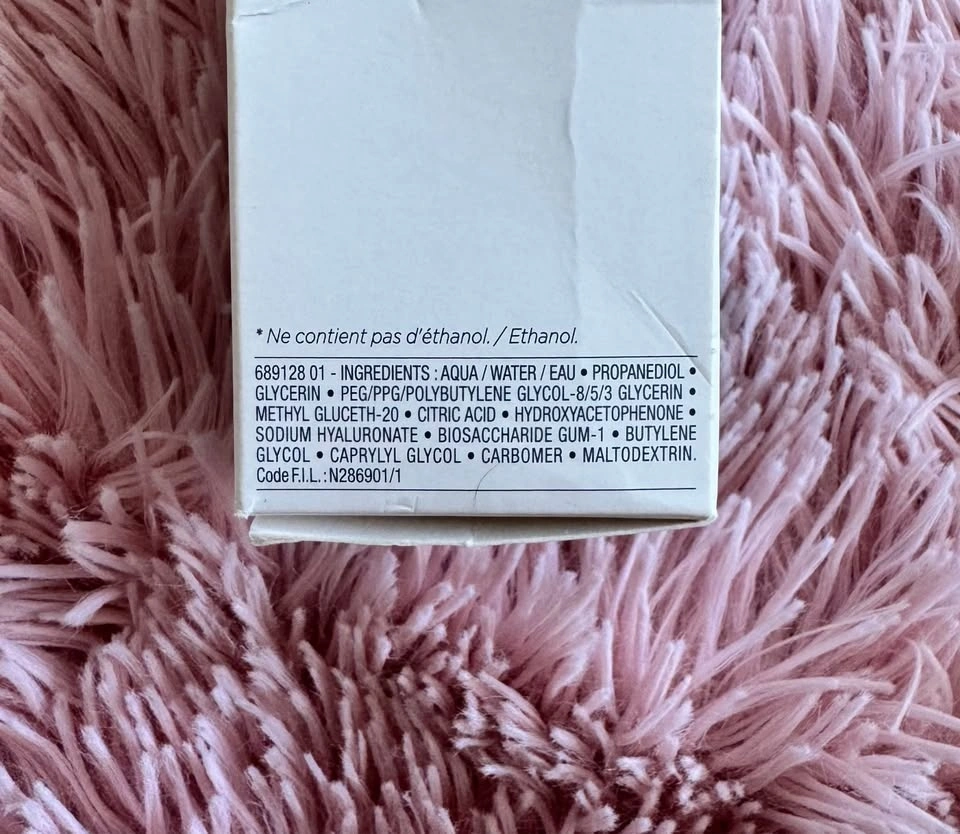 * Ne contient pas d'éthanol. / Ethanol.
689128 01 - INGREDIENTS : AQUA / WATER / EAU • PROPANEDIOL •
GLYCERIN • PEG/PPG/POLYBUTYLENE GLYCOL-8/5/3 GLYCERIN •
METHYL GLUCETH-20 • CITRIC ACID • HYDROXYACETOPHENONE •
SODIUM HYALURONATE • BIOSACCHARIDE GUM-1 • BUTYLENE
GLYCOL • CAPRYLYL GLYCOL • CARBOMER • MALTODEXTRIN.
Code F.I.L. : N286901/1